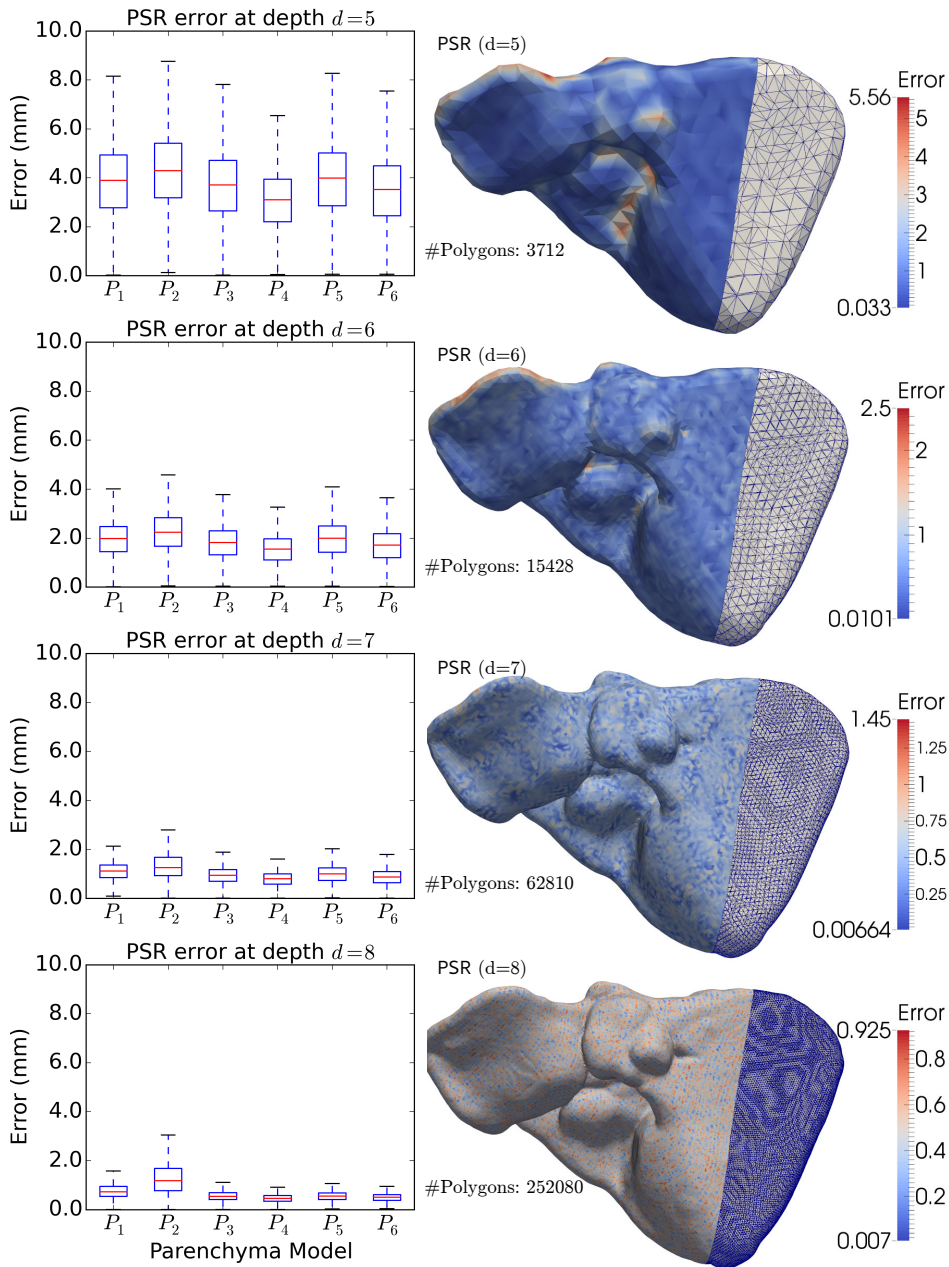 PSR error at depth d=5
10.0
8.0
6.0
4.0
2.0
0.0
Error (mm)
P1 P2 P3 P4 P5 P6
PSR (d=5)
#Polygons: 3712
Error
5.56
5
4
3
2
1
0.033
PSR error at depth d=6
10.0
8.0
6.0
4.0
2.0
0.0
Error (mm)
P1 P2 P3 P4 P5 P6
PSR (d=6)
#Polygons: 15428
Error
2.5
2
1
0.0101
PSR error at depth d=7
10.0
8.0
6.0
4.0
2.0
0.0
Error (mm)
P1 P2 P3 P4 P5 P6
PSR (d=7)
#Polygons: 62810
Error
1.45
1.25
1
0.75
0.50
0.25
0.00664
PSR error at depth d=8
10.0
8.0
6.0
4.0
2.0
0.0
Error (mm)
P1 P2 P3 P4 P5 P6
Parenchyma Model
PSR (d=8)
#Polygons: 252080
Error
0.925
0.8
0.6
0.4
0.2
0.007